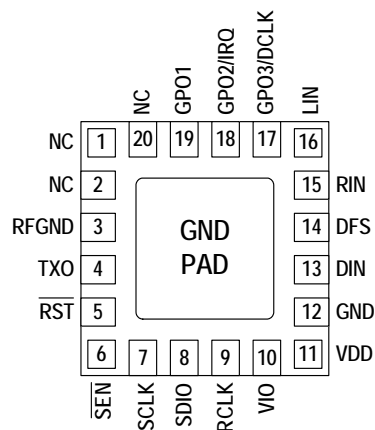 NC
GPO1
GPO2/IRQ
GPO3/DCLK
LIN
NC 1 20 19 18 17 16
NC 2 15 RIN
RFGND 3 14 DFS
GND
PAD
TXO 4 13 DIN
RST 5 12 GND
6 7 8 9 10 11 VDD
SEN
SCLK
SDIO
RCLK
VIO